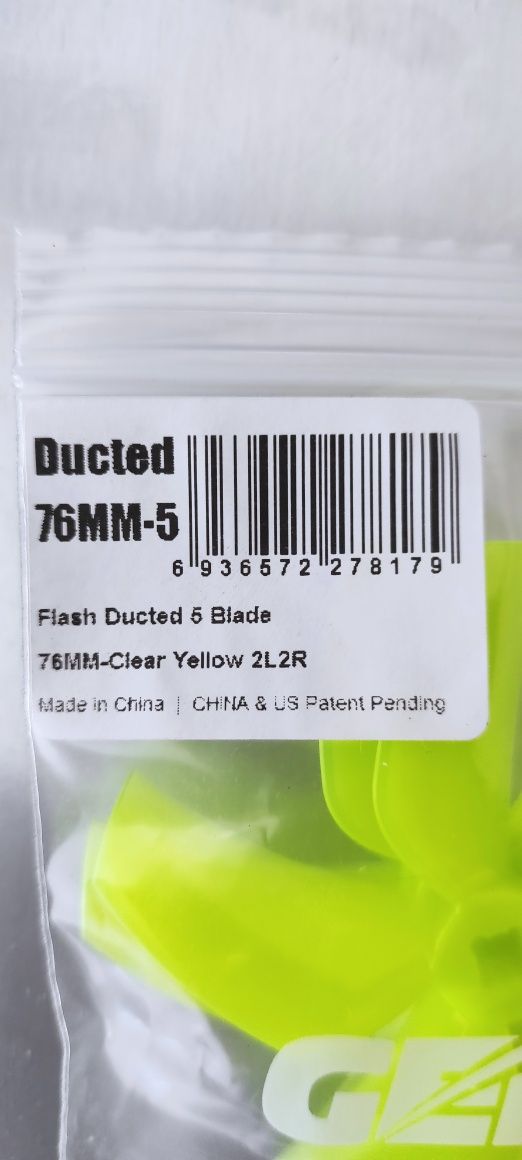 Ducted
76MM-5
6 936572 278179
Flash Ducted 5 Blade
76MM-Clear Yellow 2L2R
Made in China | CHINA & US Patent Pending